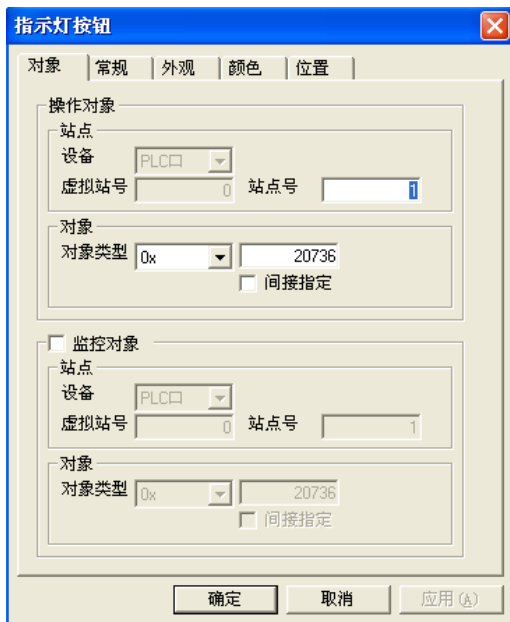 指示灯按钮
对象 常规 外观 颜色 位置
操作对象
站点
设备 PLC口
虚拟站号 0 站点号 1
对象
对象类型 0x 20736
间接指定
监控对象
站点
设备 PLC口
虚拟站号 0 站点号 1
对象
对象类型 0x 20736
间接指定
确定 取消 应用(A)